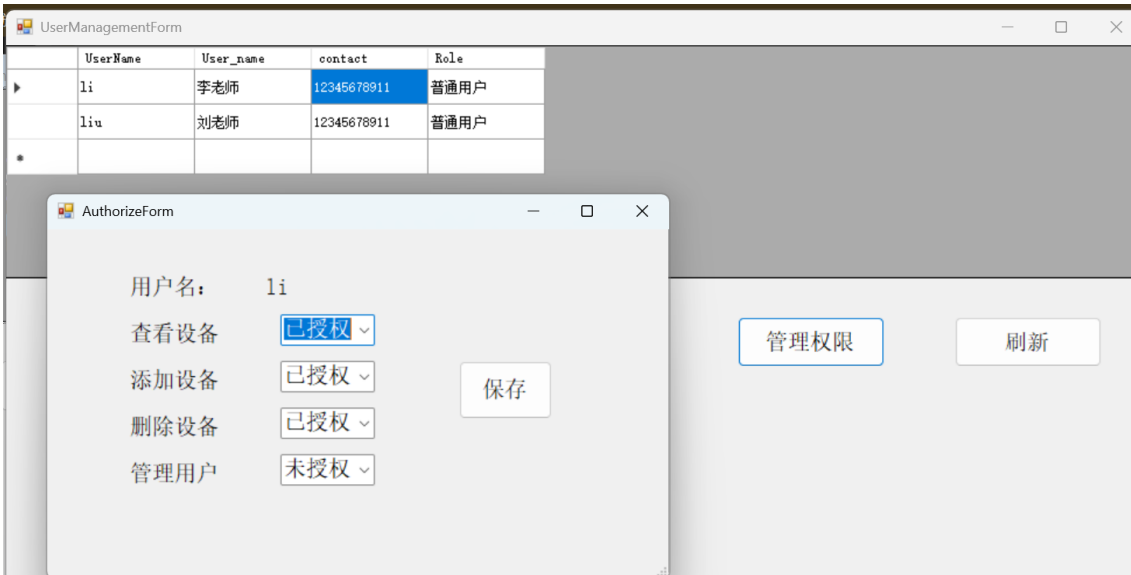 UserManagementForm
UserName User_name contact Role
li 李老师 12345678911 普通用户
liu 刘老师 12345678911 普通用户
AuthorizeForm
用户名： li
查看设备 已授权
添加设备 已授权
删除设备 已授权
管理用户 未授权
保存
管理权限 刷新